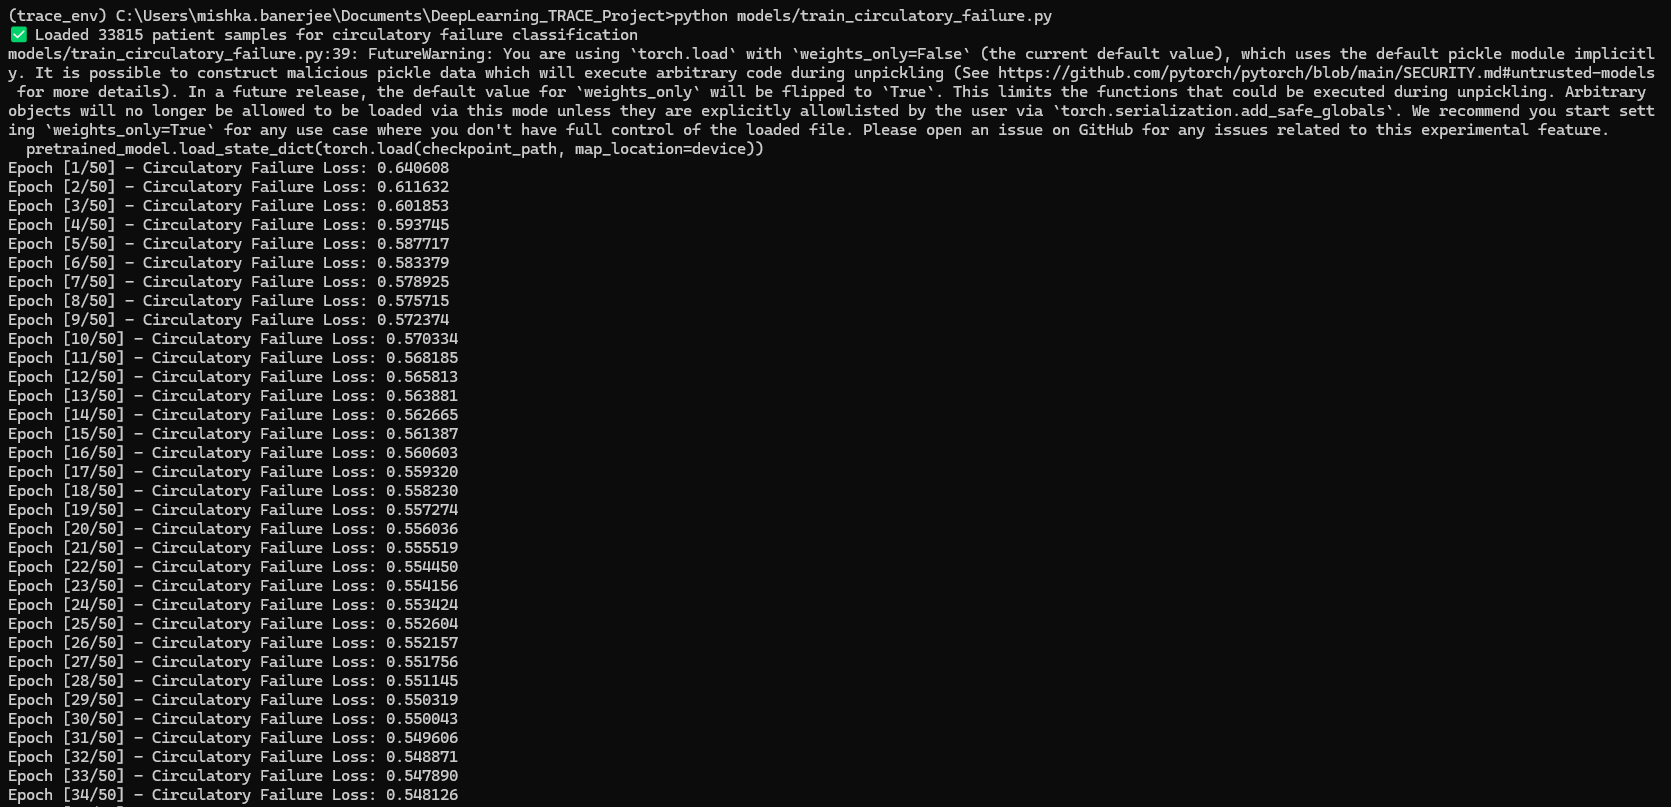 (trace_env) C:\Users\mishka.banerjee\Documents\DeepLearning_TRACE_Project>python models/train_circulatory_failure.py
✅ Loaded 33815 patient samples for circulatory failure classification
models/train_circulatory_failure.py:39: FutureWarning: You are using `torch.load` with `weights_only=False` (the current default value), which uses the default pickle module implicitl
y. It is possible to construct malicious pickle data which will execute arbitrary code during unpickling (See https://github.com/pytorch/pytorch/blob/main/SECURITY.md#untrusted-models
 for more details). In a future release, the default value for `weights_only` will be flipped to `True`. This limits the functions that could be executed during unpickling. Arbitrary
objects will no longer be allowed to be loaded via this mode unless they are explicitly allowlisted by the user via `torch.serialization.add_safe_globals`. We recommend you start sett
ing `weights_only=True` for any use case where you don't have full control of the loaded file. Please open an issue on GitHub for any issues related to this experimental feature.
  pretrained_model.load_state_dict(torch.load(checkpoint_path, map_location=device))
Epoch [1/50] - Circulatory Failure Loss: 0.640608
Epoch [2/50] - Circulatory Failure Loss: 0.611632
Epoch [3/50] - Circulatory Failure Loss: 0.601853
Epoch [4/50] - Circulatory Failure Loss: 0.593745
Epoch [5/50] - Circulatory Failure Loss: 0.587717
Epoch [6/50] - Circulatory Failure Loss: 0.583379
Epoch [7/50] - Circulatory Failure Loss: 0.578925
Epoch [8/50] - Circulatory Failure Loss: 0.575715
Epoch [9/50] - Circulatory Failure Loss: 0.572374
Epoch [10/50] - Circulatory Failure Loss: 0.570334
Epoch [11/50] - Circulatory Failure Loss: 0.568185
Epoch [12/50] - Circulatory Failure Loss: 0.565813
Epoch [13/50] - Circulatory Failure Loss: 0.563881
Epoch [14/50] - Circulatory Failure Loss: 0.562665
Epoch [15/50] - Circulatory Failure Loss: 0.561387
Epoch [16/50] - Circulatory Failure Loss: 0.560603
Epoch [17/50] - Circulatory Failure Loss: 0.559320
Epoch [18/50] - Circulatory Failure Loss: 0.558230
Epoch [19/50] - Circulatory Failure Loss: 0.557274
Epoch [20/50] - Circulatory Failure Loss: 0.556036
Epoch [21/50] - Circulatory Failure Loss: 0.555519
Epoch [22/50] - Circulatory Failure Loss: 0.554450
Epoch [23/50] - Circulatory Failure Loss: 0.554156
Epoch [24/50] - Circulatory Failure Loss: 0.553424
Epoch [25/50] - Circulatory Failure Loss: 0.552604
Epoch [26/50] - Circulatory Failure Loss: 0.552157
Epoch [27/50] - Circulatory Failure Loss: 0.551756
Epoch [28/50] - Circulatory Failure Loss: 0.551145
Epoch [29/50] - Circulatory Failure Loss: 0.550319
Epoch [30/50] - Circulatory Failure Loss: 0.550043
Epoch [31/50] - Circulatory Failure Loss: 0.549606
Epoch [32/50] - Circulatory Failure Loss: 0.548871
Epoch [33/50] - Circulatory Failure Loss: 0.547890
Epoch [34/50] - Circulatory Failure Loss: 0.548126